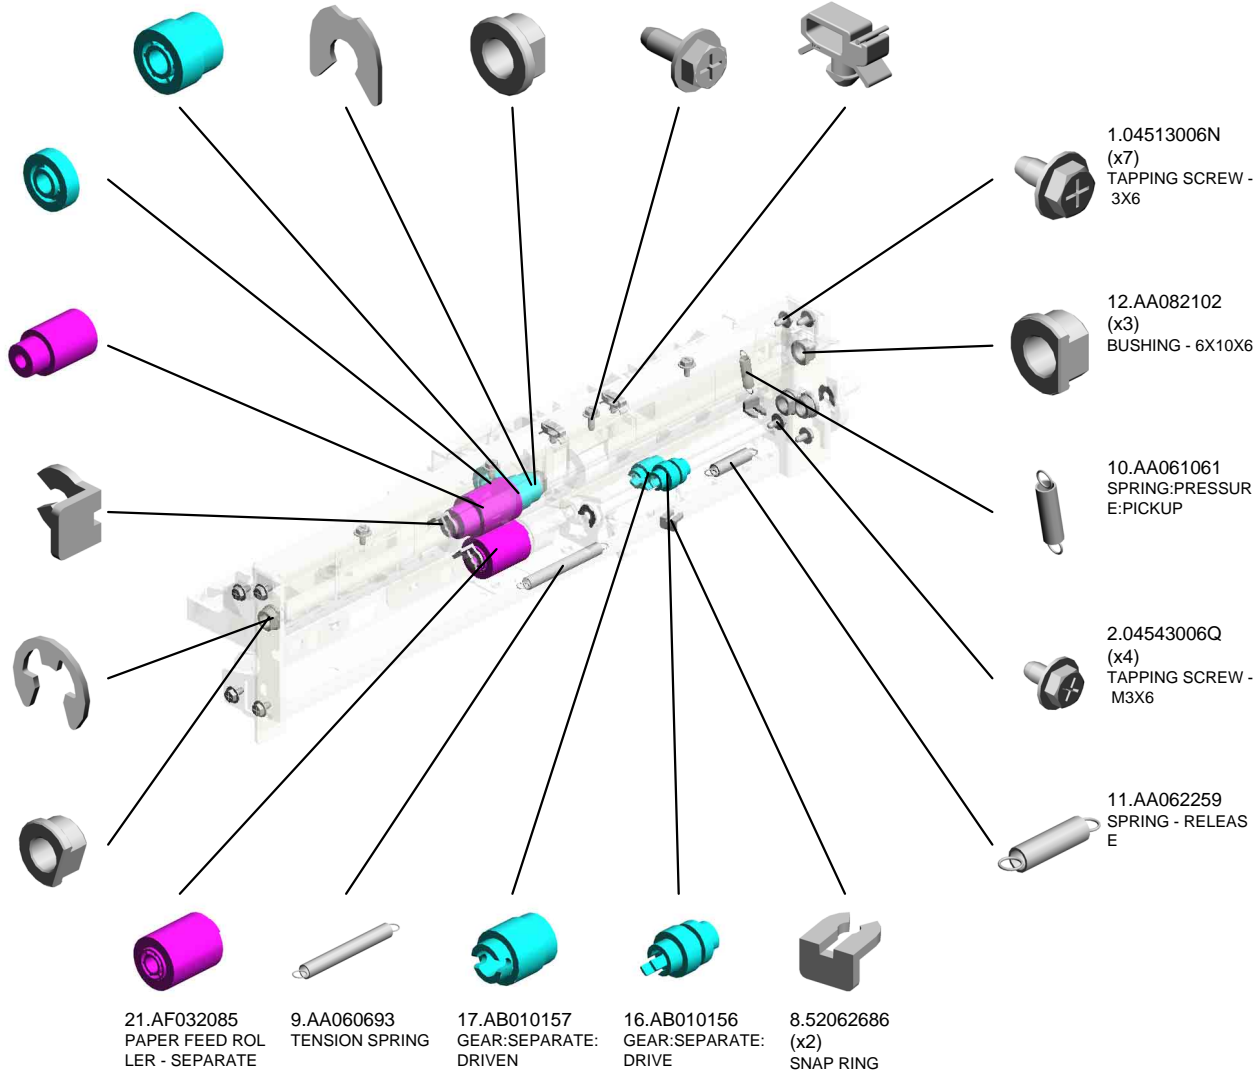 1.04513006N
(x7)
TAPPING SCREW -
3X6
12.AA082102
(x3)
BUSHING - 6X10X6
10.AA061061
SPRING:PRESSUR
E:PICKUP
2.04543006Q
(x4)
TAPPING SCREW -
M3X6
11.AA062259
SPRING - RELEAS
E
21.AF032085
PAPER FEED ROL
LER - SEPARATE
9.AA060693
TENSION SPRING
17.AB010157
GEAR:SEPARATE:
DRIVEN
16.AB010156
GEAR:SEPARATE:
DRIVE
8.52062686
(x2)
SNAP RING